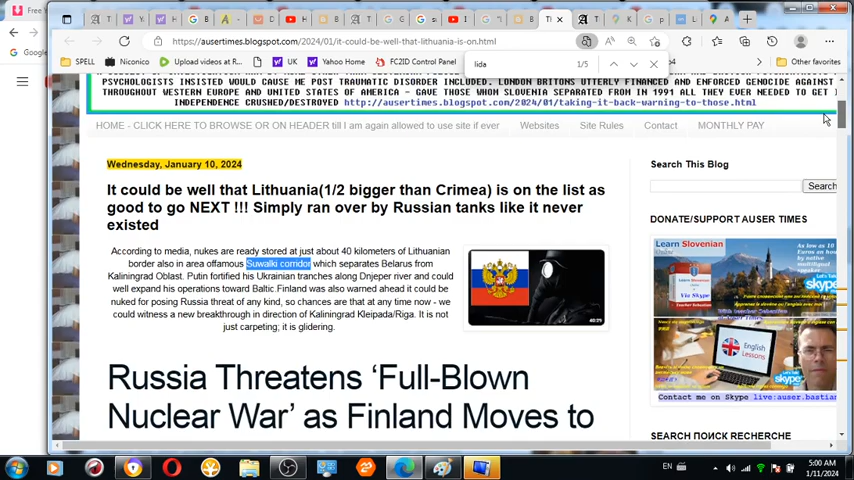 UK
Yahoo Home
FC2ID Control Panel
SPELL
Niconico
Upload videos at R...
Other favorites
https://ausertimes.blogspot.com/2024/01/it-could-be-well-that-lithuania-is-on.html
lida
1/5
PSYCHOLOGISTS INSISTED WOULD CAUSE ME POST TRAUMATIC DISORDER INCLUDED. LONDON BRITONS UTTERLY FINANCED AND ENFORCED GENOCIDE AGAINST
THROUGHOUT WESTERN EUROPE AND UNITED STATES OF AMERICA - GAVE THOSE WHOM SLOVENIA SEPARATED FROM IN 1991 ALL THEY EVER NEEDED TO GET I
INDEPENDENCE CRUSHED/DESTROYED http://ausertimes.blogspot.com/2024/01/taking-it-back-warning-to-those.html
HOME - CLICK HERE TO BROWSE OR ON HEADER till I am again allowed to use site if ever
Websites
Site Rules
Contact
MONTHLY PAY
Wednesday, January 10, 2024
It could be well that Lithuania(1/2 bigger than Crimea) is on the list as
good to go NEXT !!! Simply ran over by Russian tanks like it never
existed
According to media, nukes are ready stored at just about 40 kilometers of Lithuanian
border also in area offamous Suwalki corridor which separates Belarus from
Kaliningrad Oblast. Putin fortified his Ukrainian tranches along Dnjeper river and could
well expand his operations toward Baltic.Finland was also warned ahead it could be
nuked for posing Russia threat of any kind, so chances are that at any time now - we
could witness a new breakthrough in direction of Kaliningrad Kleipada/Riga. It is not
just carpeting; it is glidering.
Russia Threatens ‘Full-Blown
Nuclear War’ as Finland Moves to
Search This Blog
Search
DONATE/SUPPORT AUSER TIMES
Learn Slovenian
Via Skype
As low as 10
Euros an hour
skype
English
Lessons
Let's Talk
skype
Contact me on Skype live:auser.bastian
SEARCH ПОИСК RECHERCHE
EN
5:00 AM
1/11/2024